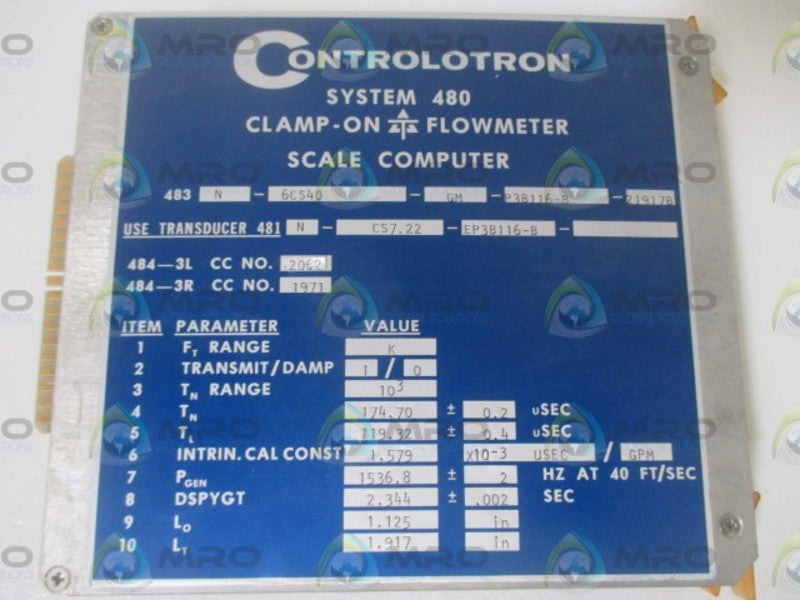 CONTROLOTRON
SYSTEM 480
CLAMP-ON FLOWMETER
SCALE COMPUTER
483 N - 6CS40 - GM - P3B116-B - 21917B
USE TRANSDUCER 481 N - CS7.22 - EP3B116-B -
484-3L CC NO. 2062
484-3R CC NO. 1971
ITEM PARAMETER VALUE
1 FT RANGE K
2 TRANSMIT/DAMP 1 / 0
3 TN RANGE 10³
4 TN 174.70 ± 0.2 uSEC
5 TL 119.32 ± 0.4 uSEC
6 INTRIN. CAL CONST 1.579 x10-3 USEC / GPM
7 PGEN 1536.8 ± 2 HZ AT 40 FT/SEC
8 DSPYGT 2.344 ± .002 SEC
9 LO 1.125 in
10 LT 1.917 in
MRO
GLOBAL SOLUTIONS